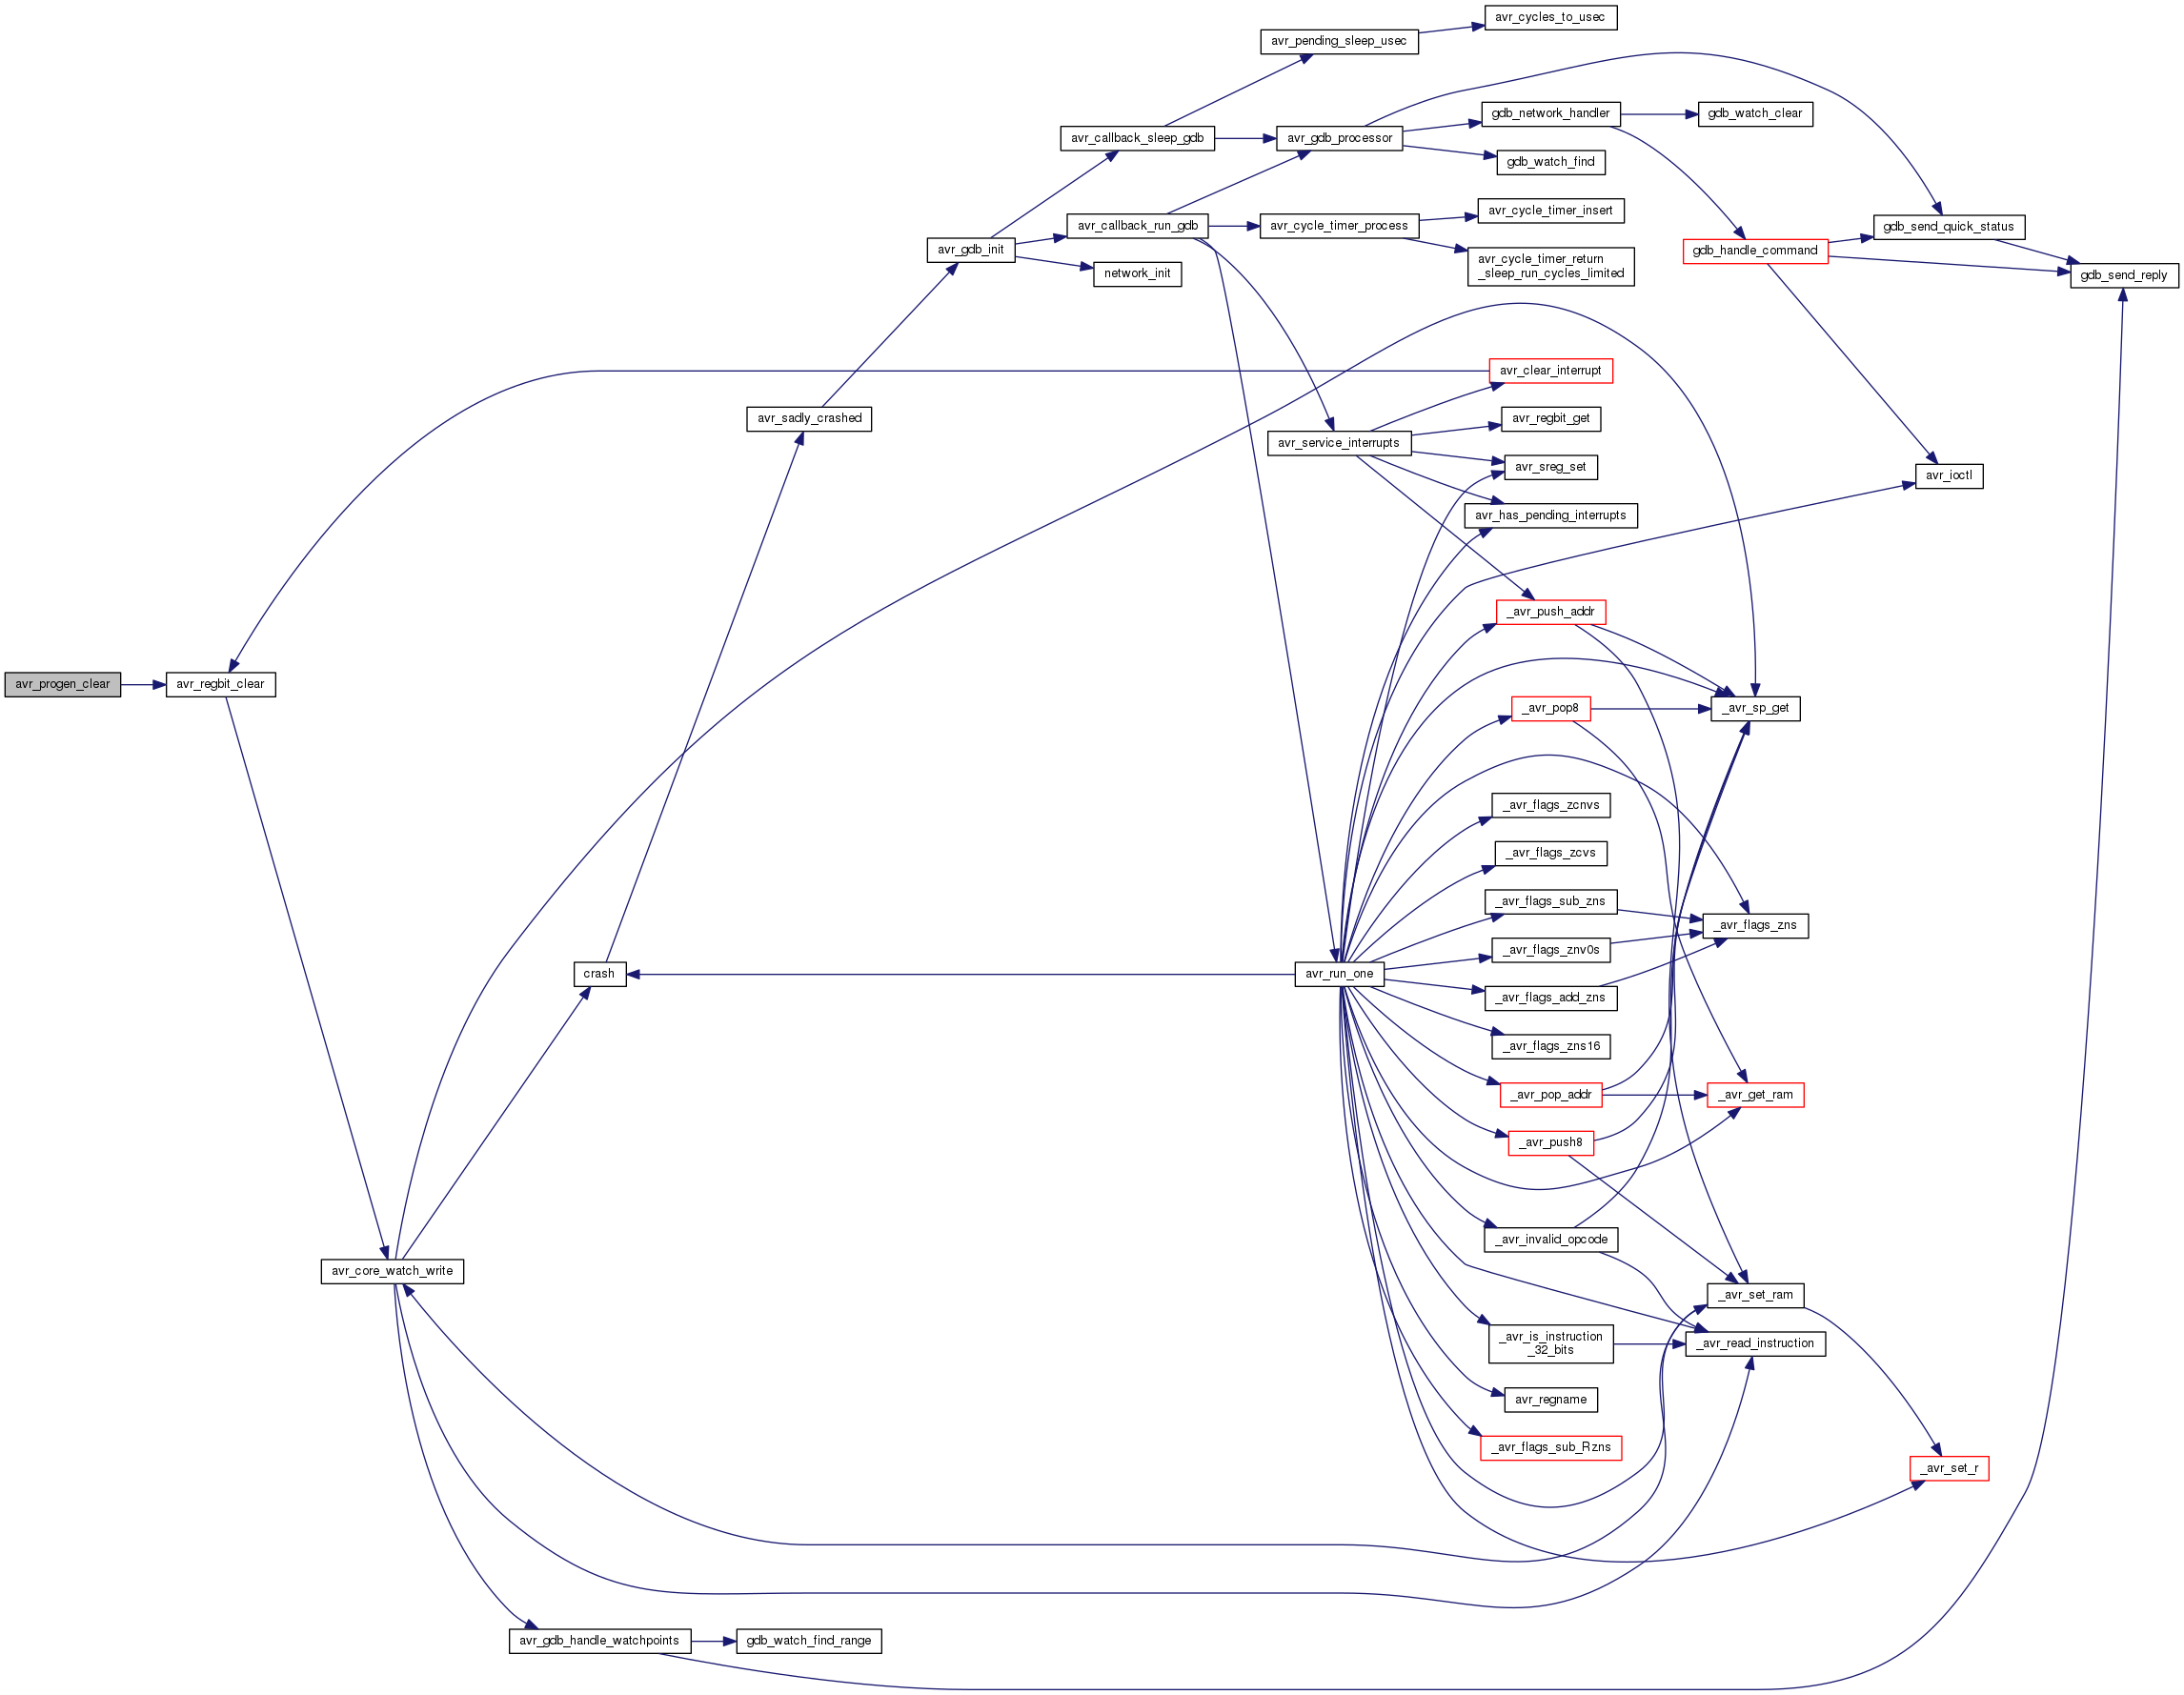 avr_cycles_to_usec
avr_pending_sleep_usec
gdb_network_handler
gdb_watch_clear
avr_callback_sleep_gdb
avr_gdb_processor
gdb_watch_find
avr_cycle_timer_insert
avr_callback_run_gdb
avr_cycle_timer_process
gdb_send_quick_status
avr_gdb_init
gdb_handle_command
avr_cycle_timer_return
_sleep_run_cycles_limited
network_init
gdb_send_reply
avr_clear_interrupt
avr_sadly_crashed
avr_regbit_get
avr_service_interrupts
avr_sreg_set
avr_ioctl
avr_has_pending_interrupts
_avr_push_addr
avr_progen_clear
avr_regbit_clear
_avr_pop8
_avr_sp_get
_avr_flags_zcnvs
_avr_flags_zcvs
_avr_flags_sub_zns
_avr_flags_zns
_avr_flags_znv0s
crash
avr_run_one
_avr_flags_add_zns
_avr_flags_zns16
_avr_pop_addr
_avr_get_ram
_avr_push8
_avr_invalid_opcode
avr_core_watch_write
_avr_set_ram
_avr_is_instruction
_32_bits
_avr_read_instruction
avr_regname
_avr_flags_sub_Rzns
_avr_set_r
avr_gdb_handle_watchpoints
gdb_watch_find_range